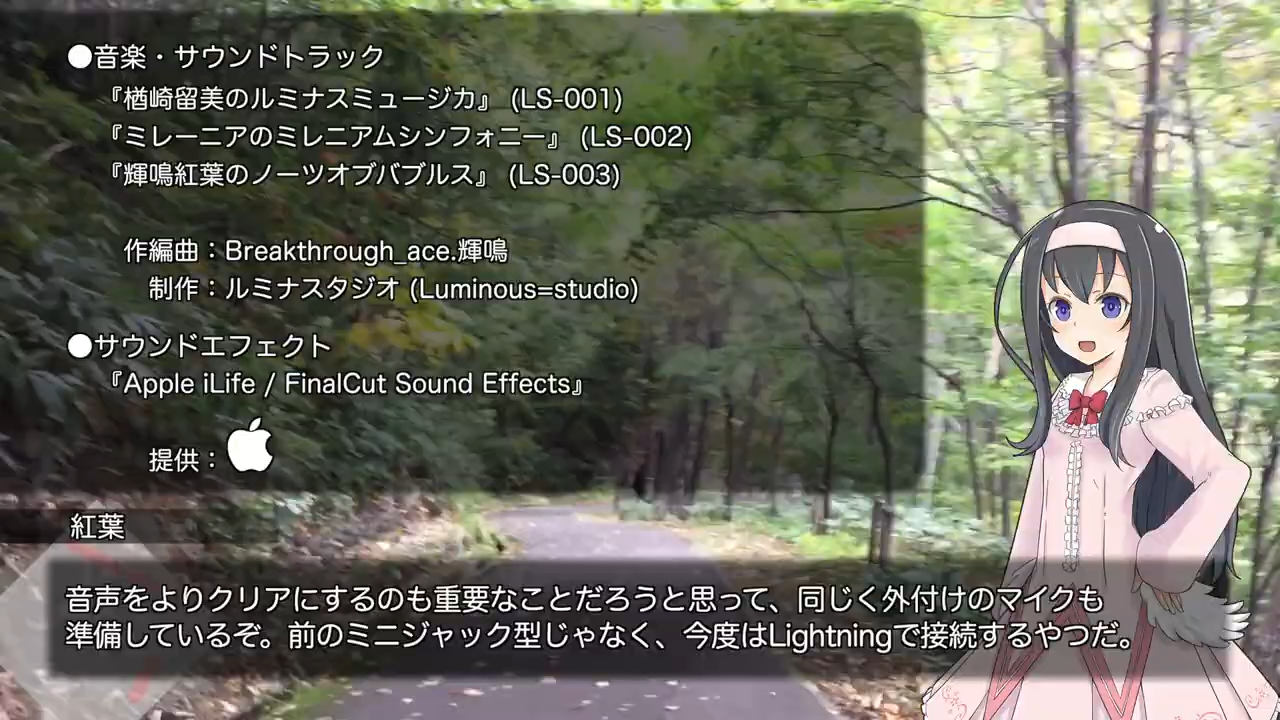 ●音楽・サウンドトラック
『楢崎留美のルミナスミュージカ』 (LS-001)
『ミレーニアのミレニアムシンフォニー』 (LS-002)
『輝鳴紅葉のノーツオブバブルス』 (LS-003)
作編曲：Breakthrough_ace.輝鳴
制作：ルミナスタジオ (Luminous=studio)
●サウンドエフェクト
『Apple iLife / FinalCut Sound Effects』
提供：
紅葉
音声をよりクリアにするのも重要なことだろうと思って、同じく外付けのマイクも
準備しているぞ。前のミニジャック型じゃなく、今度はLightningで接続するやつだ。